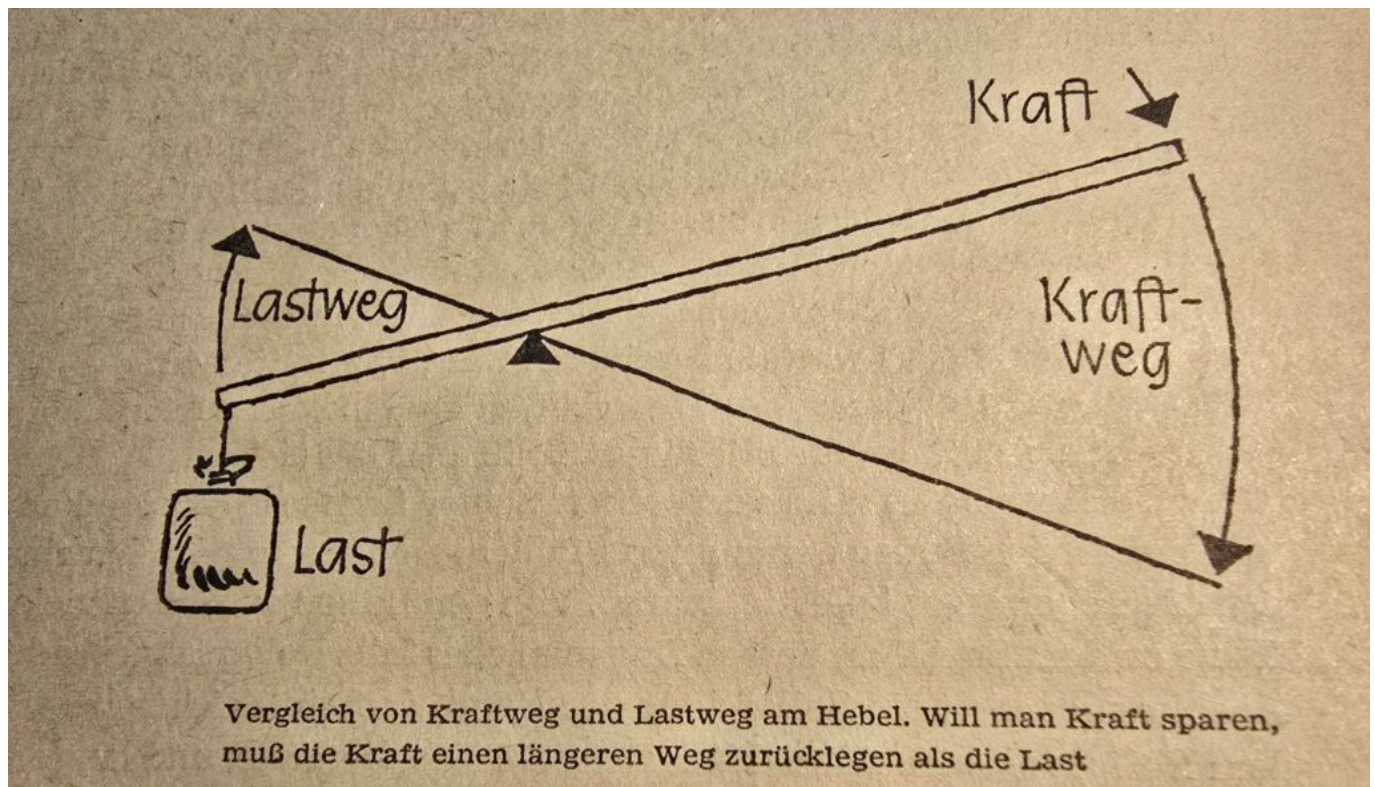 Kraft
Lastweg
Kraft-
weg
Last
Vergleich von Kraftweg und Lastweg am Hebel. Will man Kraft sparen,
muß die Kraft einen längeren Weg zurücklegen als die Last